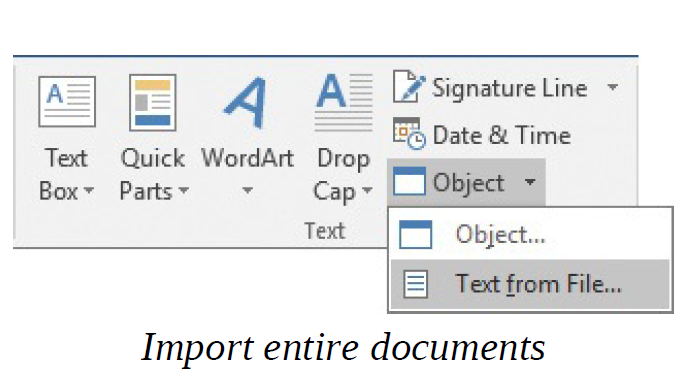 Text Box
Quick Parts
WordArt
Drop Cap
Signature Line
Date & Time
Object
Text
Object...
Text from File...
Import entire documents